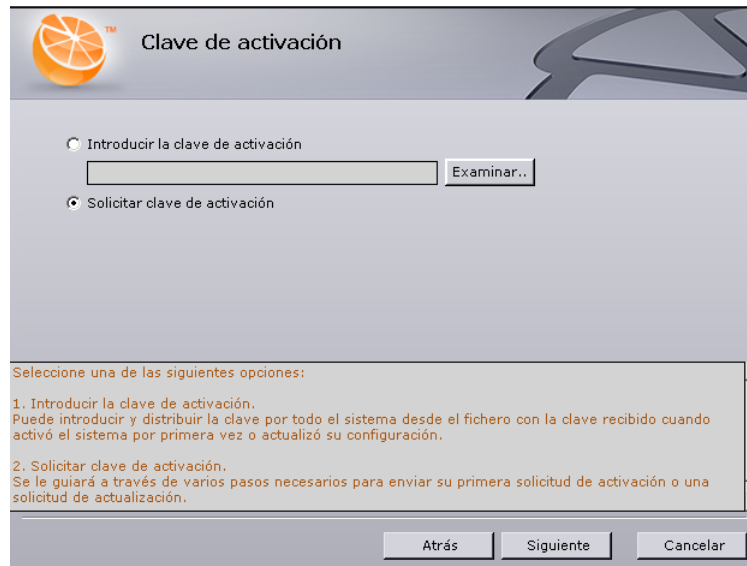 TM
Clave de activación
Introducir la clave de activación
Examinar..
Solicitar clave de activación
Seleccione una de las siguientes opciones:
1. Introducir la clave de activación.
Puede introducir y distribuir la clave por todo el sistema desde el fichero con la clave recibido cuando
activó el sistema por primera vez o actualizó su configuración.
2. Solicitar clave de activación.
Se le guiará a través de varios pasos necesarios para enviar su primera solicitud de activación o una
solicitud de actualización.
Atrás
Siguiente
Cancelar